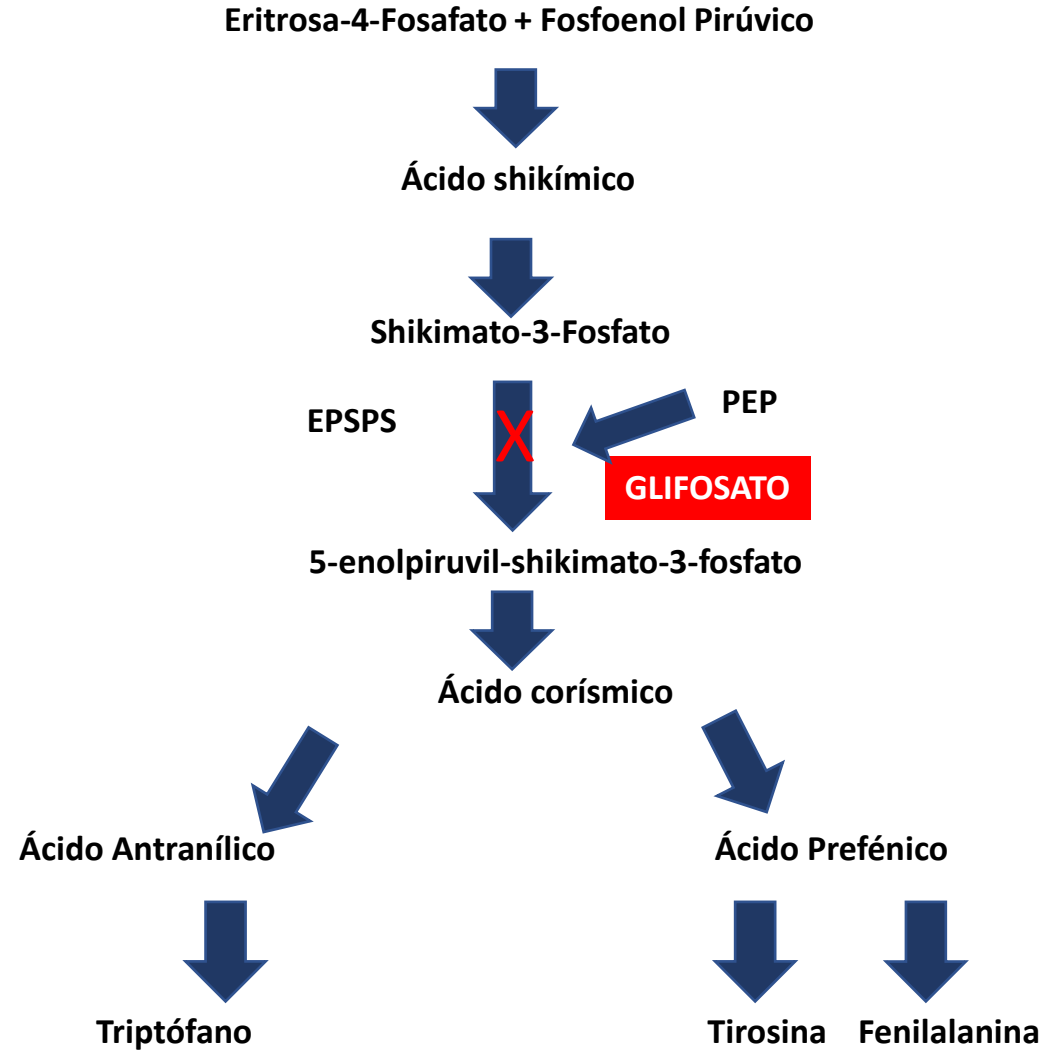 Eritrosa-4-Fosafato + Fosfoenol Pirúvico
Ácido shikímico
Shikimato-3-Fosfato
EPSPS
X
PEP
GLIFOSATO
5-enolpiruvil-shikimato-3-fosfato
Ácido corísmico
Ácido Antranílico
Ácido Prefénico
Triptófano
Tirosina
Fenilalanina